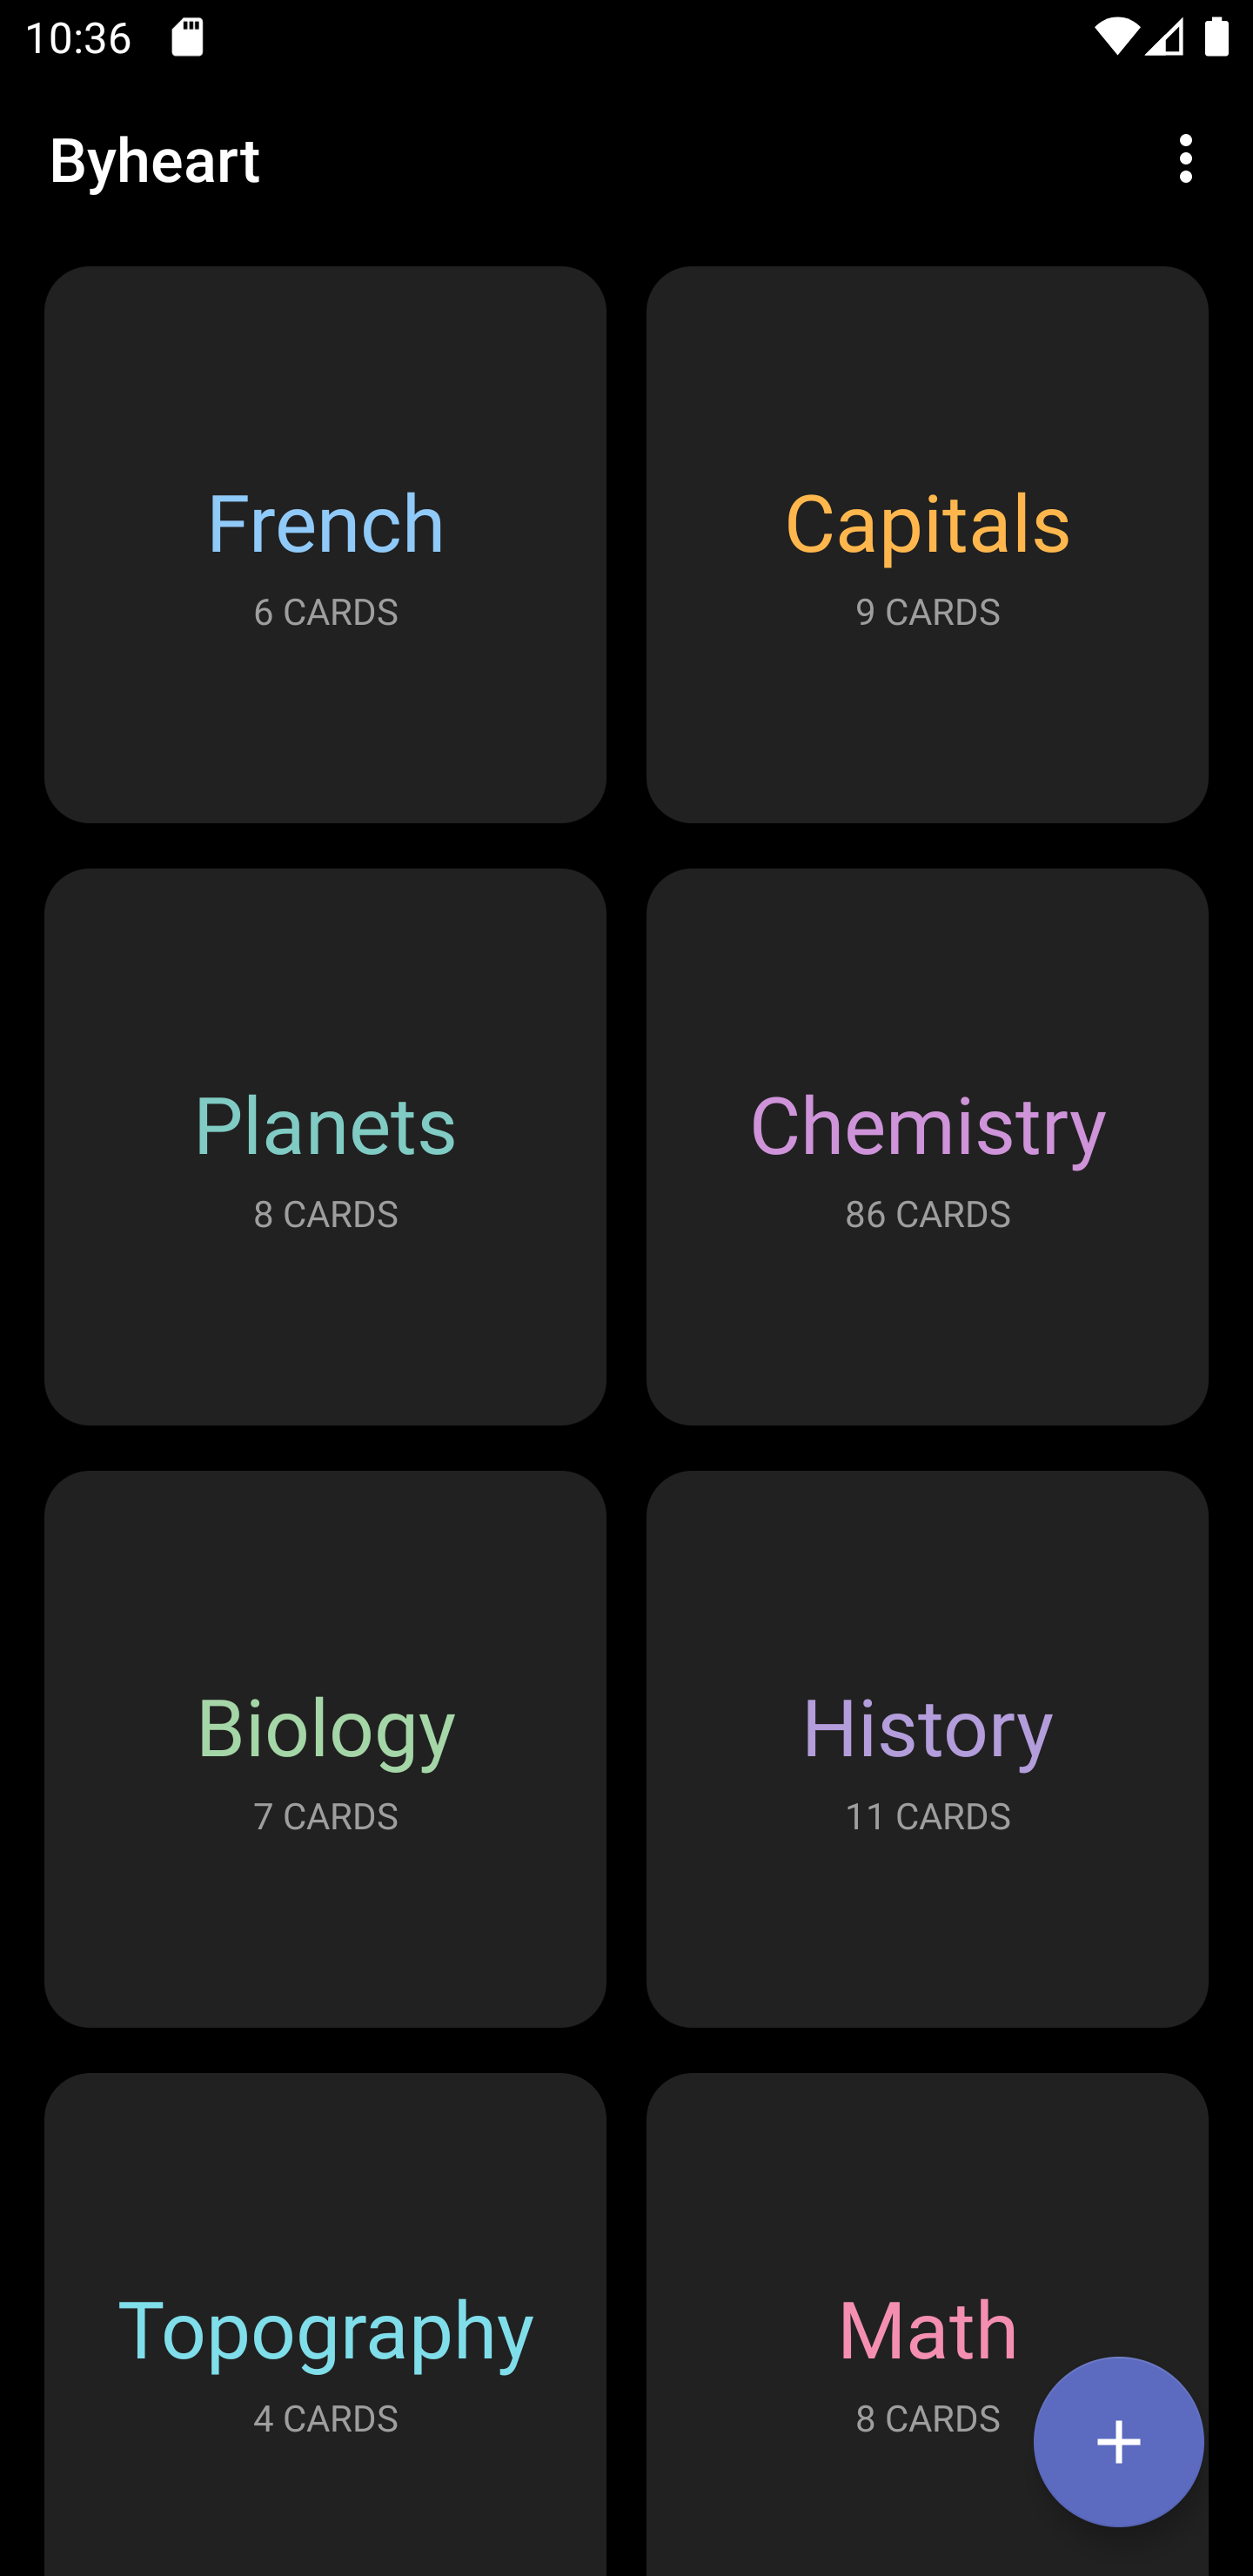 10:36
Byheart
French
6 CARDS
Capitals
9 CARDS
Planets
8 CARDS
Chemistry
86 CARDS
Biology
7 CARDS
History
11 CARDS
Topography
4 CARDS
Math
8 CARDS